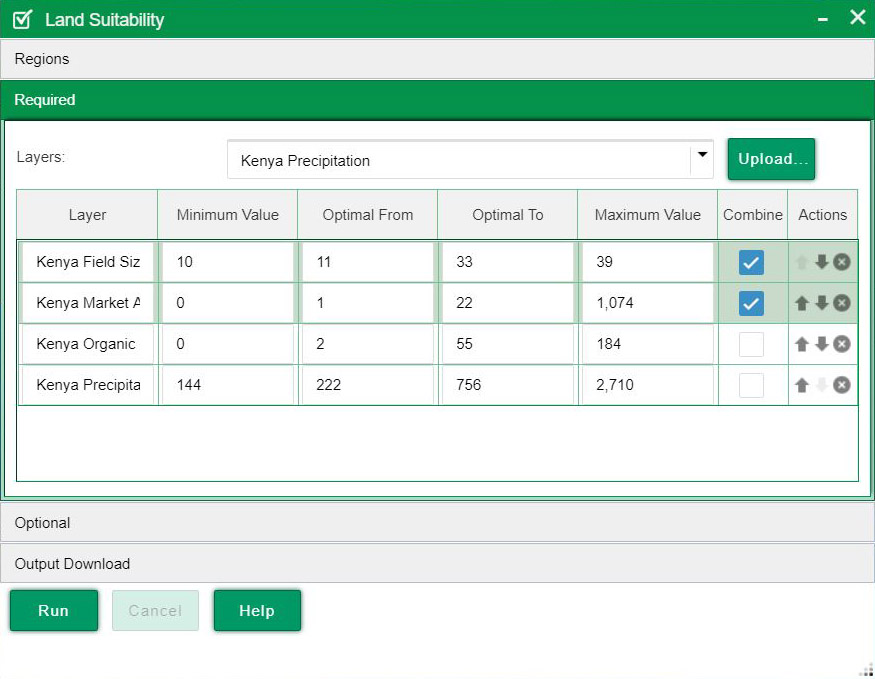 Land Suitability
Regions
Required
Layers: Kenya Precipitation Upload...
Layer Minimum Value Optimal From Optimal To Maximum Value Combine Actions
Kenya Field Siz 10 11 33 39
Kenya Market A 0 1 22 1,074
Kenya Organic 0 2 55 184
Kenya Precipita 144 222 756 2,710
Optional
Output Download
Run Cancel Help